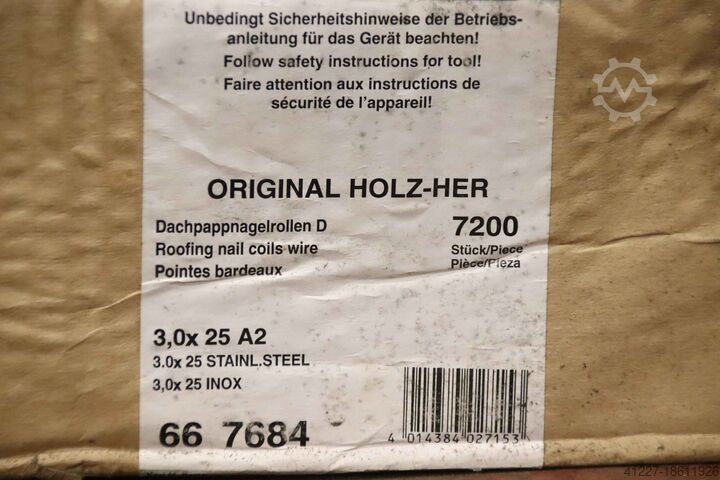 Unbedingt Sicherheitshinweise der Betriebs-
anleitung für das Gerät beachten!
Follow safety instructions for tool!
Faire attention aux instructions de
sécurité de l'appareil!
ORIGINAL HOLZ-HER
Dachpappnagelrollen D 7200
Roofing nail coils wire Stück/Piece
Pointes bardeaux Pièce/Pieza
3,0x 25 A2
3.0x 25 STAINL.STEEL
3,0x 25 INOX
66 7684
4 014384 027153
41227-18611926